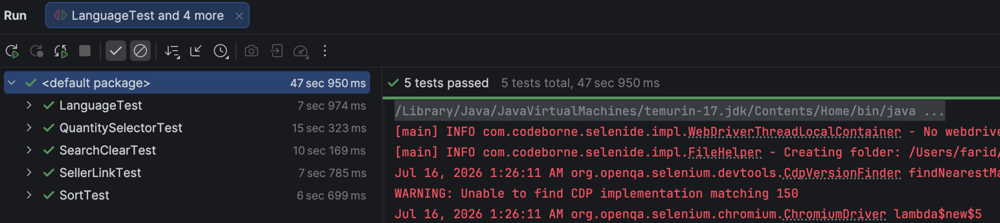 Run LanguageTest and 4 more
<default package> 47 sec 950 ms
LanguageTest 7 sec 974 ms
QuantitySelectorTest 15 sec 323 ms
SearchClearTest 10 sec 169 ms
SellerLinkTest 7 sec 785 ms
SortTest 6 sec 699 ms
5 tests passed 5 tests total, 47 sec 950 ms
/Library/Java/JavaVirtualMachines/temurin-17.jdk/Contents/Home/bin/java ...
[main] INFO com.codeborne.selenide.impl.WebDriverThreadLocalContainer - No webdrive
[main] INFO com.codeborne.selenide.impl.FileHelper - Creating folder: /Users/farid/
Jul 16, 2026 1:26:11 AM org.openqa.selenium.devtools.CdpVersionFinder findNearestMa
WARNING: Unable to find CDP implementation matching 150
Jul 16, 2026 1:26:11 AM org.openqa.selenium.chromium.ChromiumDriver lambda$new$5